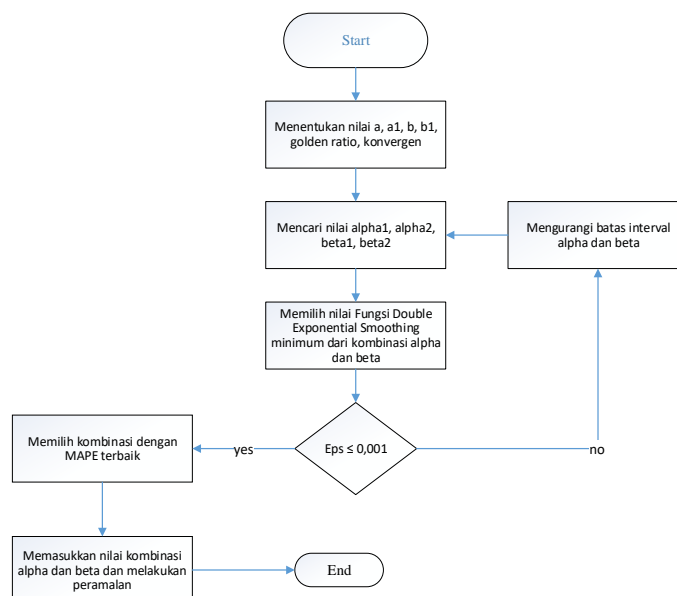 Start
Menentukan nilai a, a1, b, b1,
golden ratio, konvergen
Mencari nilai alpha1, alpha2,
beta1, beta2
Mengurangi batas interval
alpha dan beta
Memilih nilai Fungsi Double
Exponential Smoothing
minimum dari kombinasi alpha
dan beta
Eps ≤ 0,001
yes
no
Memilih kombinasi dengan
MAPE terbaik
Memasukkan nilai kombinasi
alpha dan beta dan melakukan
peramalan
End